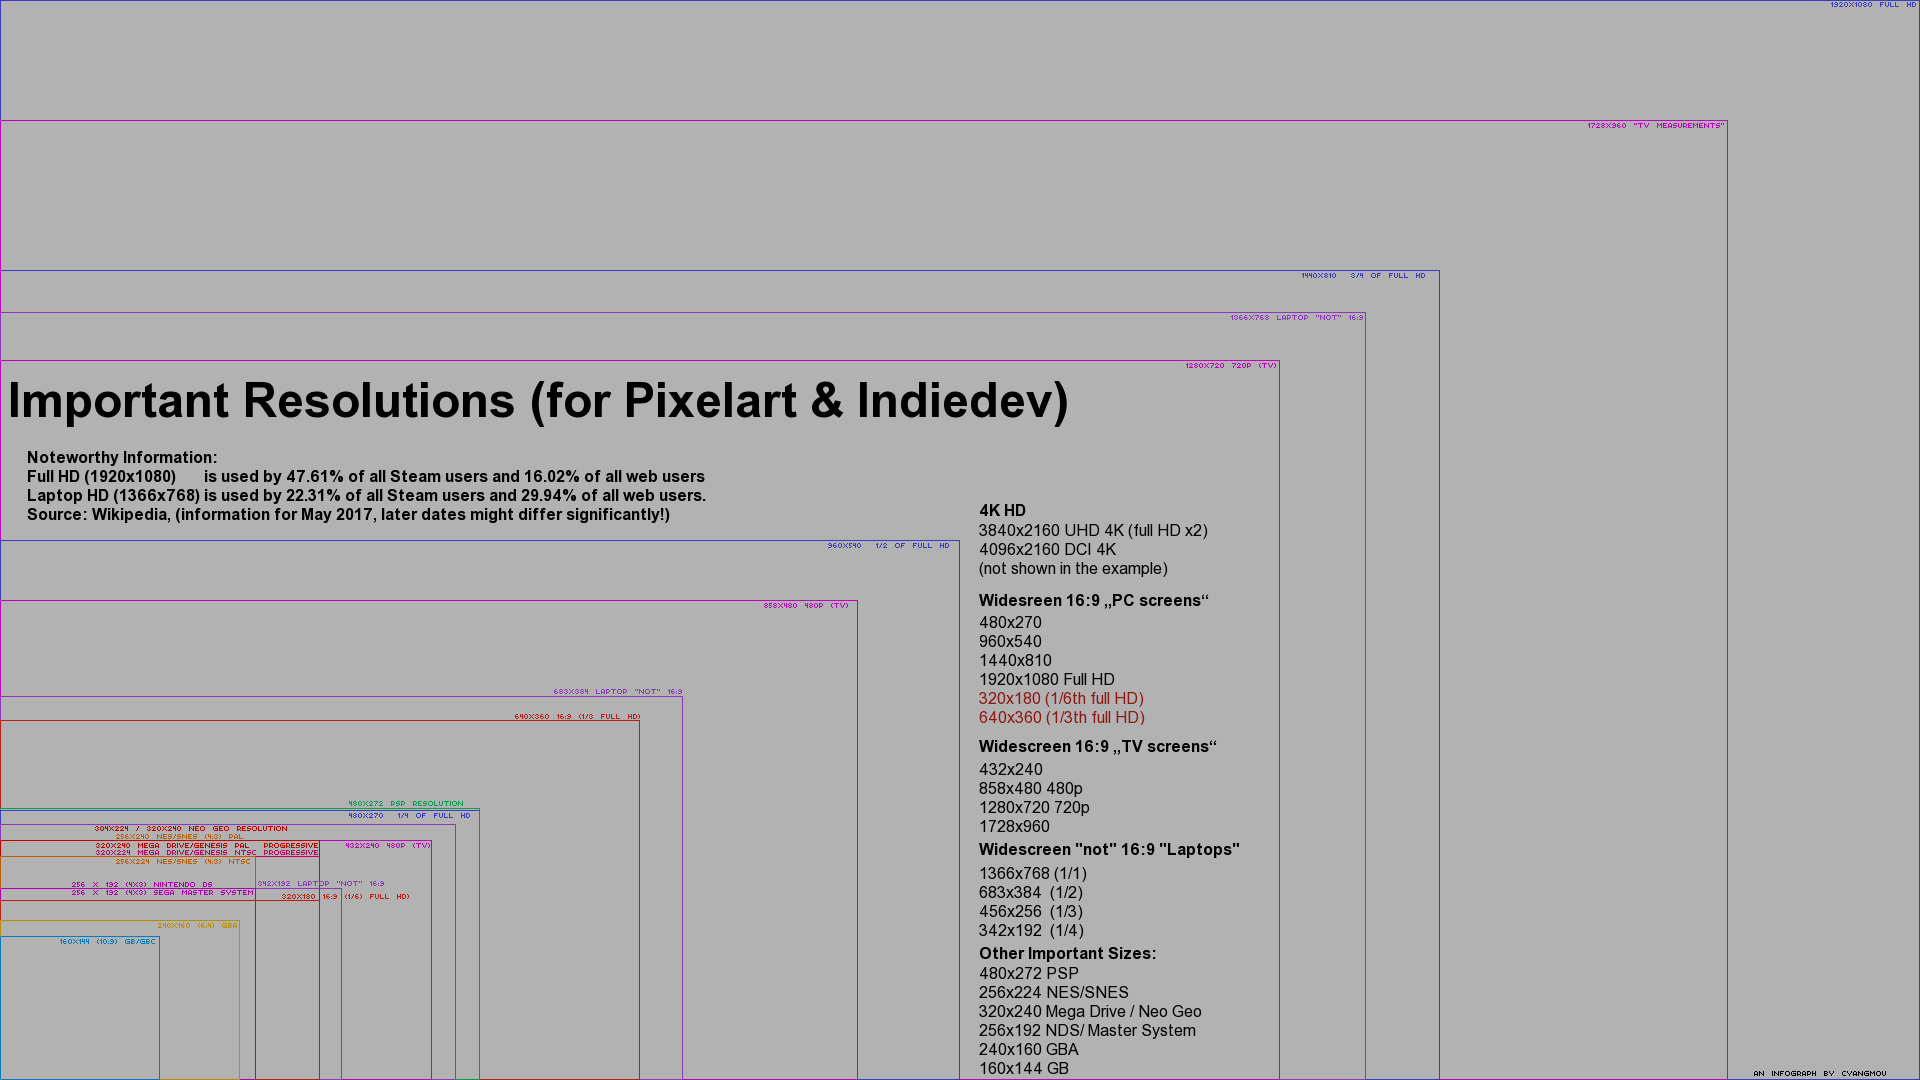 1920X1080 FULL HD
1728X960 "TV MEASUREMENTS"
1440X810 3/4 OF FULL HD
1366X768 LAPTOP "NOT" 16:9
1280X720 720P (TV)
Important Resolutions (for Pixelart & Indiedev)
Noteworthy Information:
Full HD (1920x1080) is used by 47.61% of all Steam users and 16.02% of all web users
Laptop HD (1366x768) is used by 22.31% of all Steam users and 29.94% of all web users.
Source: Wikipedia, (information for May 2017, later dates might differ significantly!)
960X540 1/2 OF FULL HD
858X480 480P (TV)
683X384 LAPTOP "NOT" 16:9
640X360 16:9 (1/3 FULL HD)
480X272 PSP RESOLUTION
480X270 1/4 OF FULL HD
304X224 / 320X240 NEO GEO RESOLUTION
256X240 NES/SNES (4:3) PAL
320X240 MEGA DRIVE/GENESIS PAL PROGRESSIVE
432X240 480P (TV)
320X224 MEGA DRIVE/GENESIS NTSC PROGRESSIVE
256X224 NES/SNES (4:3) NTSC
256 X 192 (4X3) NINTENDO DS
342X192 LAPTOP "NOT" 16:9
256 X 192 (4X3) SEGA MASTER SYSTEM
320X180 16:9 (1/6) FULL HD)
240X160 (6:4) GBA
160X144 (10:9) GB/GBC
4K HD
3840x2160 UHD 4K (full HD x2)
4096x2160 DCI 4K
(not shown in the example)
Widesreen 16:9 „PC screens“
480x270
960x540
1440x810
1920x1080 Full HD
320x180 (1/6th full HD)
640x360 (1/3th full HD)
Widescreen 16:9 „TV screens“
432x240
858x480 480p
1280x720 720p
1728x960
Widescreen "not" 16:9 "Laptops"
1366x768 (1/1)
683x384 (1/2)
456x256 (1/3)
342x192 (1/4)
Other Important Sizes:
480x272 PSP
256x224 NES/SNES
320x240 Mega Drive / Neo Geo
256x192 NDS/ Master System
240x160 GBA
160x144 GB
AN INFOGRAPH BY CYANGMOU